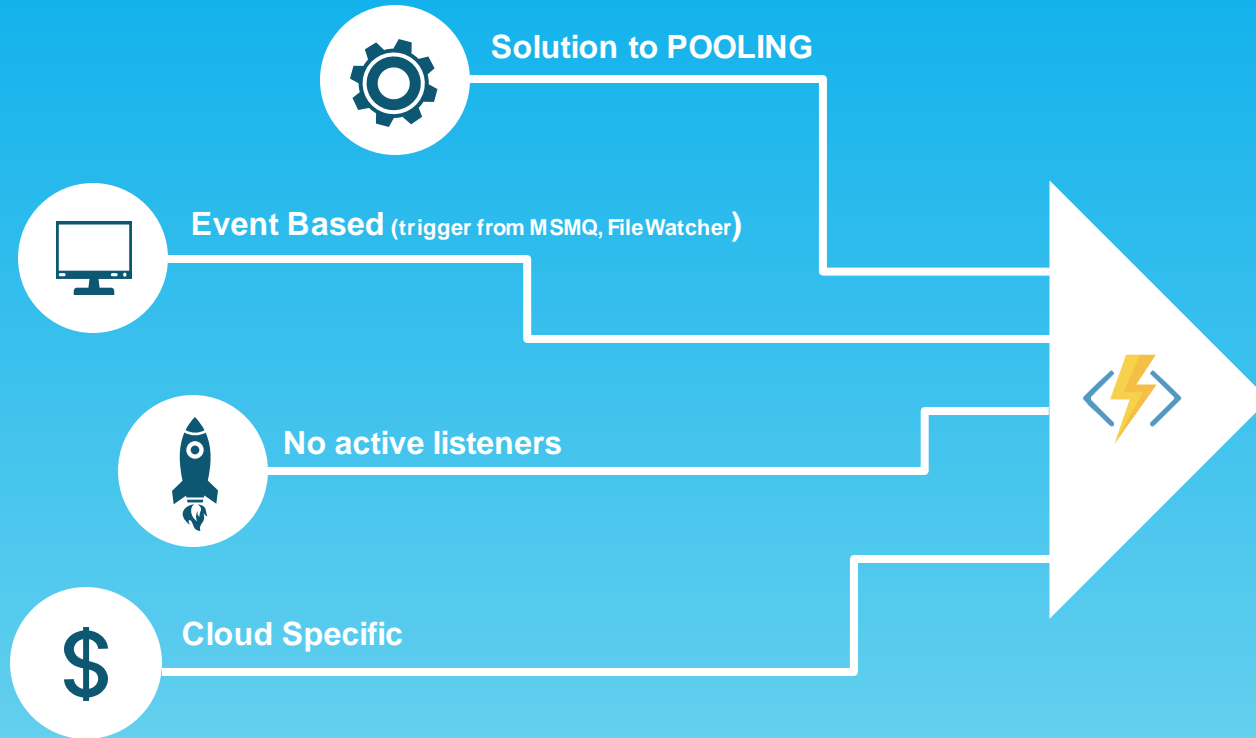 Solution to POOLING
Event Based (trigger from MSMQ, FileWatcher)
No active listeners
Cloud Specific
$